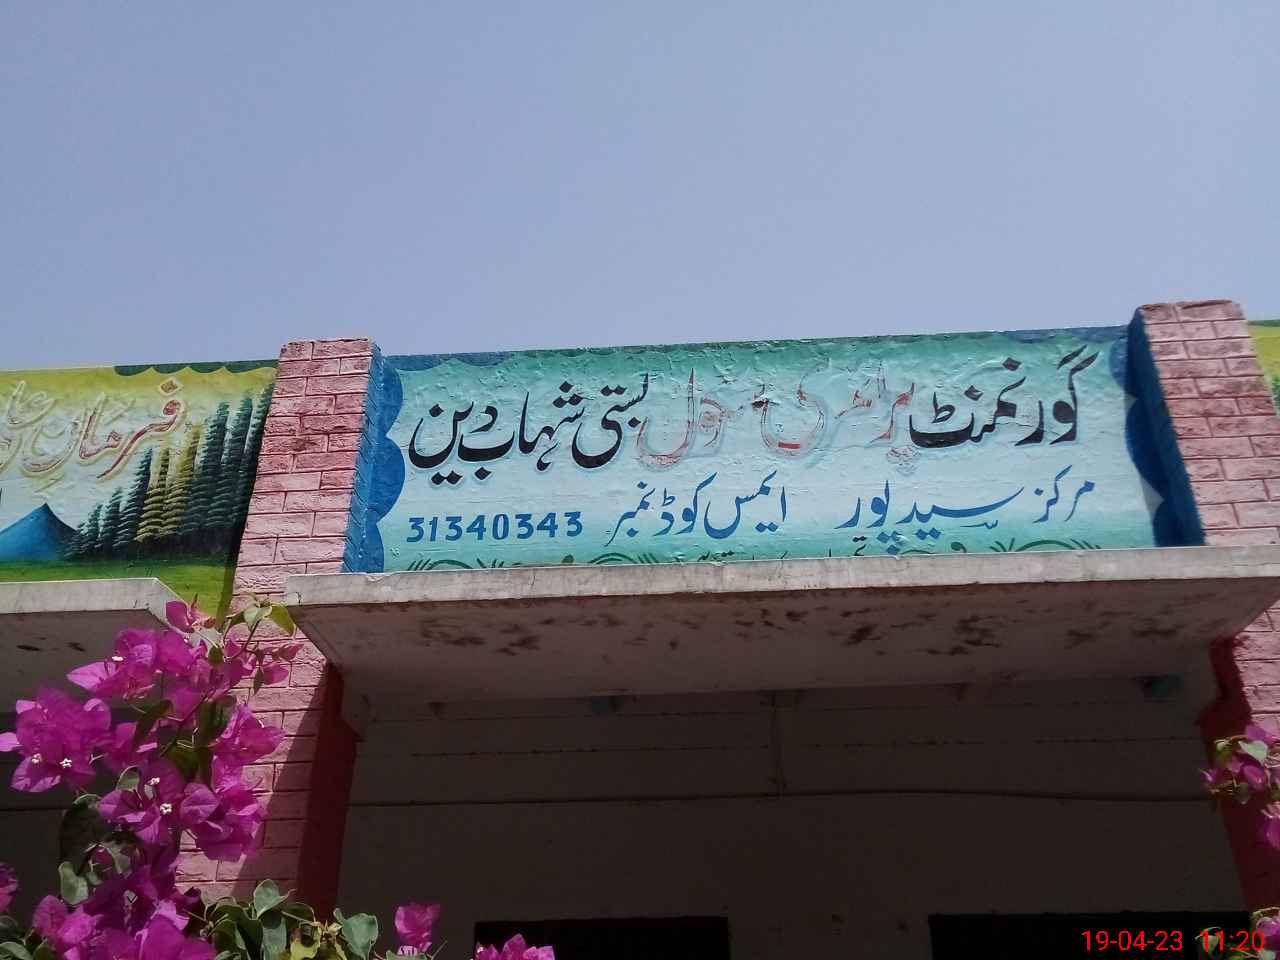 گورنمنٹ پرائمری سکول بستی شہاب دین
مرکز سید پور ایمس کوڈ نمبر 31340343
فرمان
19-04-23 11:20